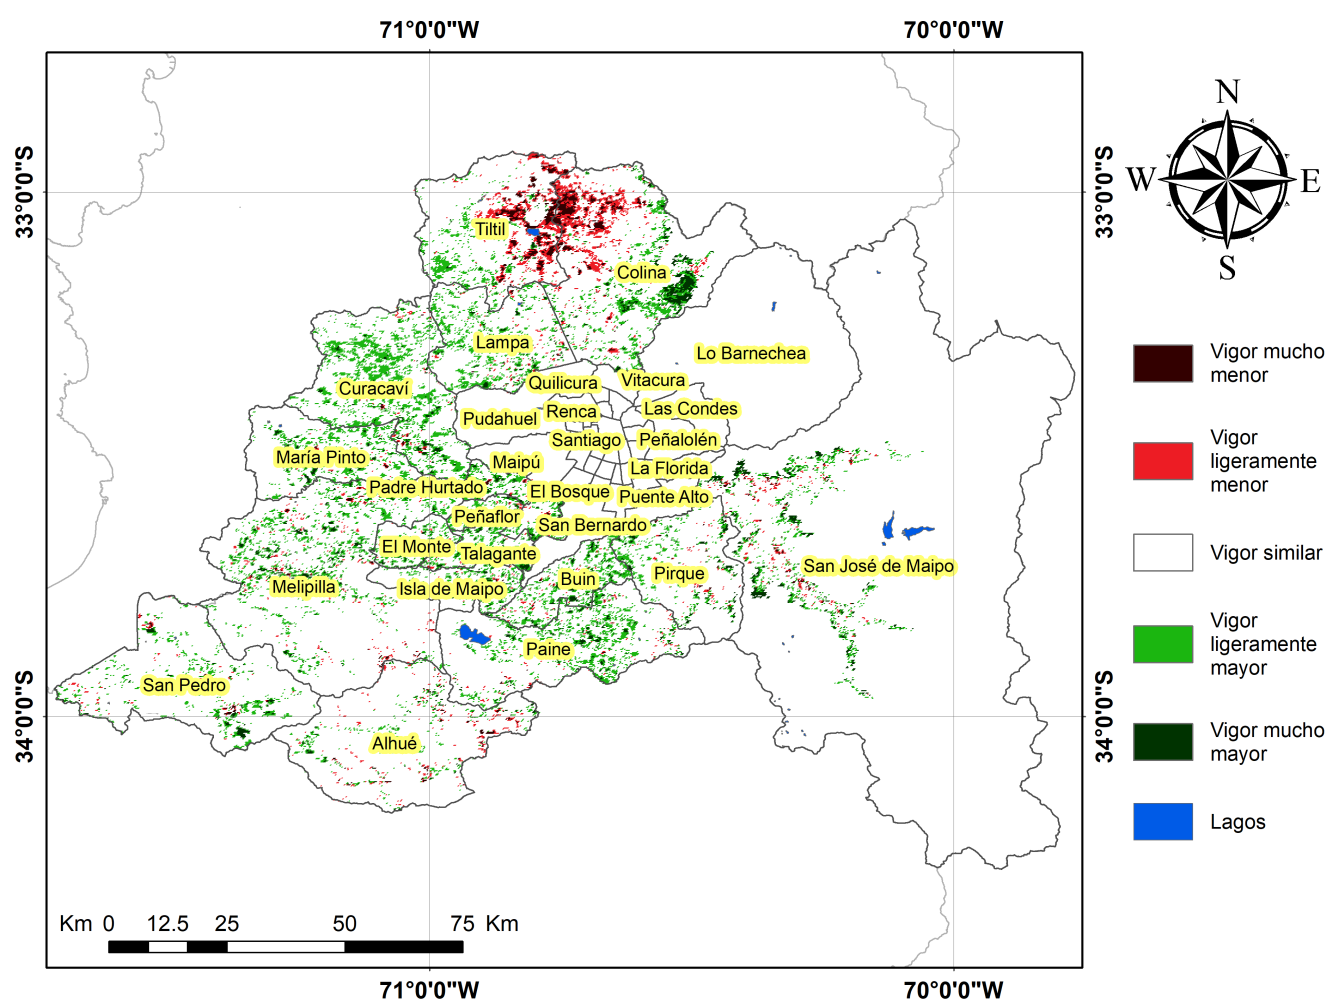 71°0'0"W
70°0'0"W
N
W
E
S
33°0'0"S
33°0'0"S
Tiltil
Colina
Lampa
Lo Barnechea
Quilicura
Vitacura
Curacaví
Pudahuel
Renca
Las Condes
Santiago
Peñalolén
María Pinto
Maipú
La Florida
Padre Hurtado
El Bosque
Puente Alto
Peñaflor
San Bernardo
El Monte
Talagante
San José de Maipo
Melipilla
Isla de Maipo
Buin
Pirque
Paine
San Pedro
Alhué
34°0'0"S
34°0'0"S
Vigor mucho
menor
Vigor
ligeramente
menor
Vigor similar
Vigor
ligeramente
mayor
Vigor mucho
mayor
Lagos
Km 0 12.5 25 50 75 Km
71°0'0"W
70°0'0"W